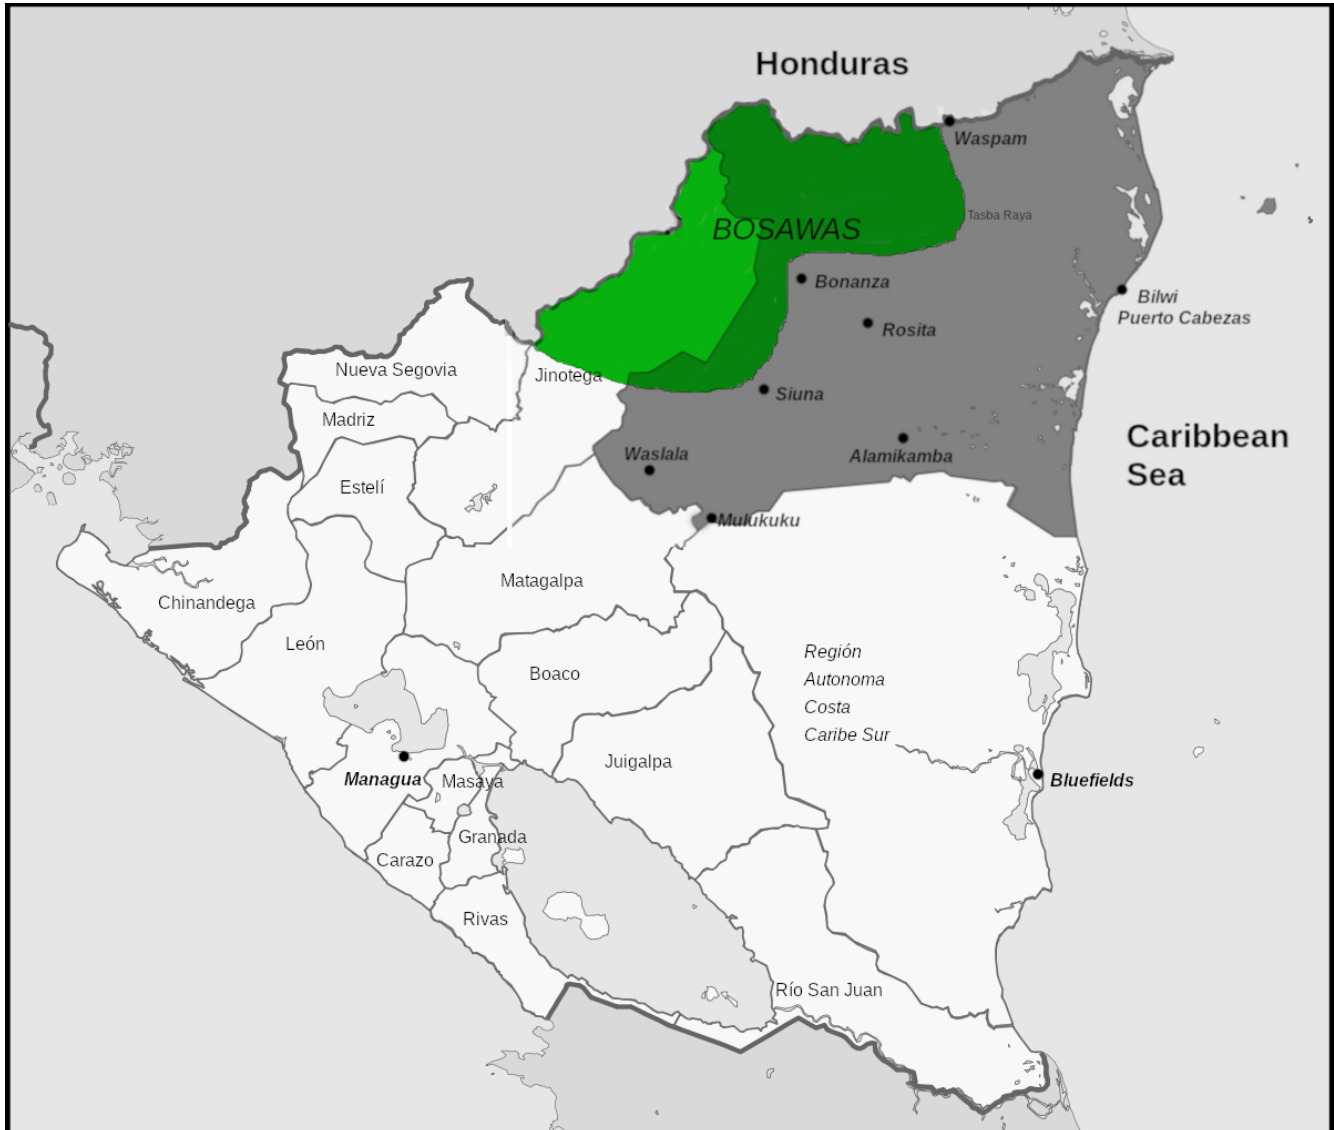 Honduras
Waspam
Tasba Raya
BOSAWAS
Bonanza
Bilwi
Puerto Cabezas
Rosita
Nueva Segovia
Jinotega
Siuna
Madriz
Caribbean
Sea
Waslala
Alamikamba
Estelí
Mulukuku
Matagalpa
Chinandega
León
Región
Autonoma
Costa
Caribe Sur
Boaco
Juigalpa
Managua
Masaya
Bluefields
Granada
Carazo
Rivas
Río San Juan